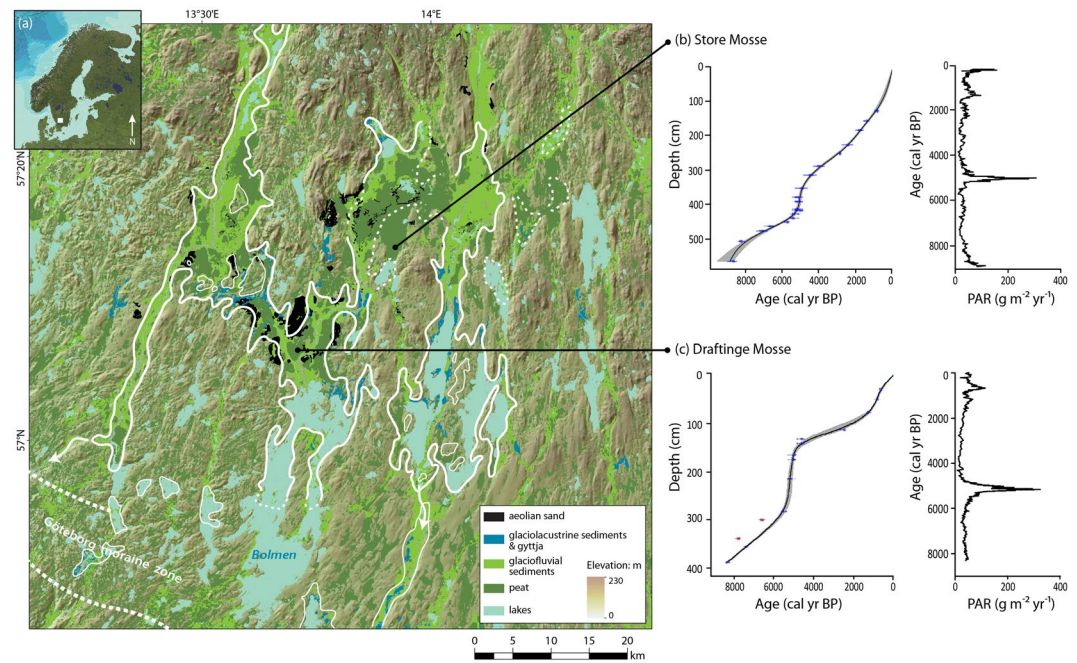 (a)
13°30'E
14°E
57°20'N
57°N
N
Göteborg moraine zone
Bolmen
aeolian sand
glaciolacustrine sediments
& gyttja
glaciofluvial
sediments
peat
lakes
Elevation: m
230
0
0 5 10 15 20
km
(b) Store Mosse
0
100
200
300
400
500
Depth (cm)
10000 8000 6000 4000 2000 0
Age (cal yr BP)
0
2000
4000
6000
8000
Age (cal yr BP)
0 200 400
PAR (g m⁻² yr⁻¹)
(c) Draftinge Mosse
0
100
200
300
400
Depth (cm)
8000 6000 4000 2000 0
Age (cal yr BP)
0
2000
4000
6000
8000
Age (cal yr BP)
0 200 400
PAR (g m⁻² yr⁻¹)